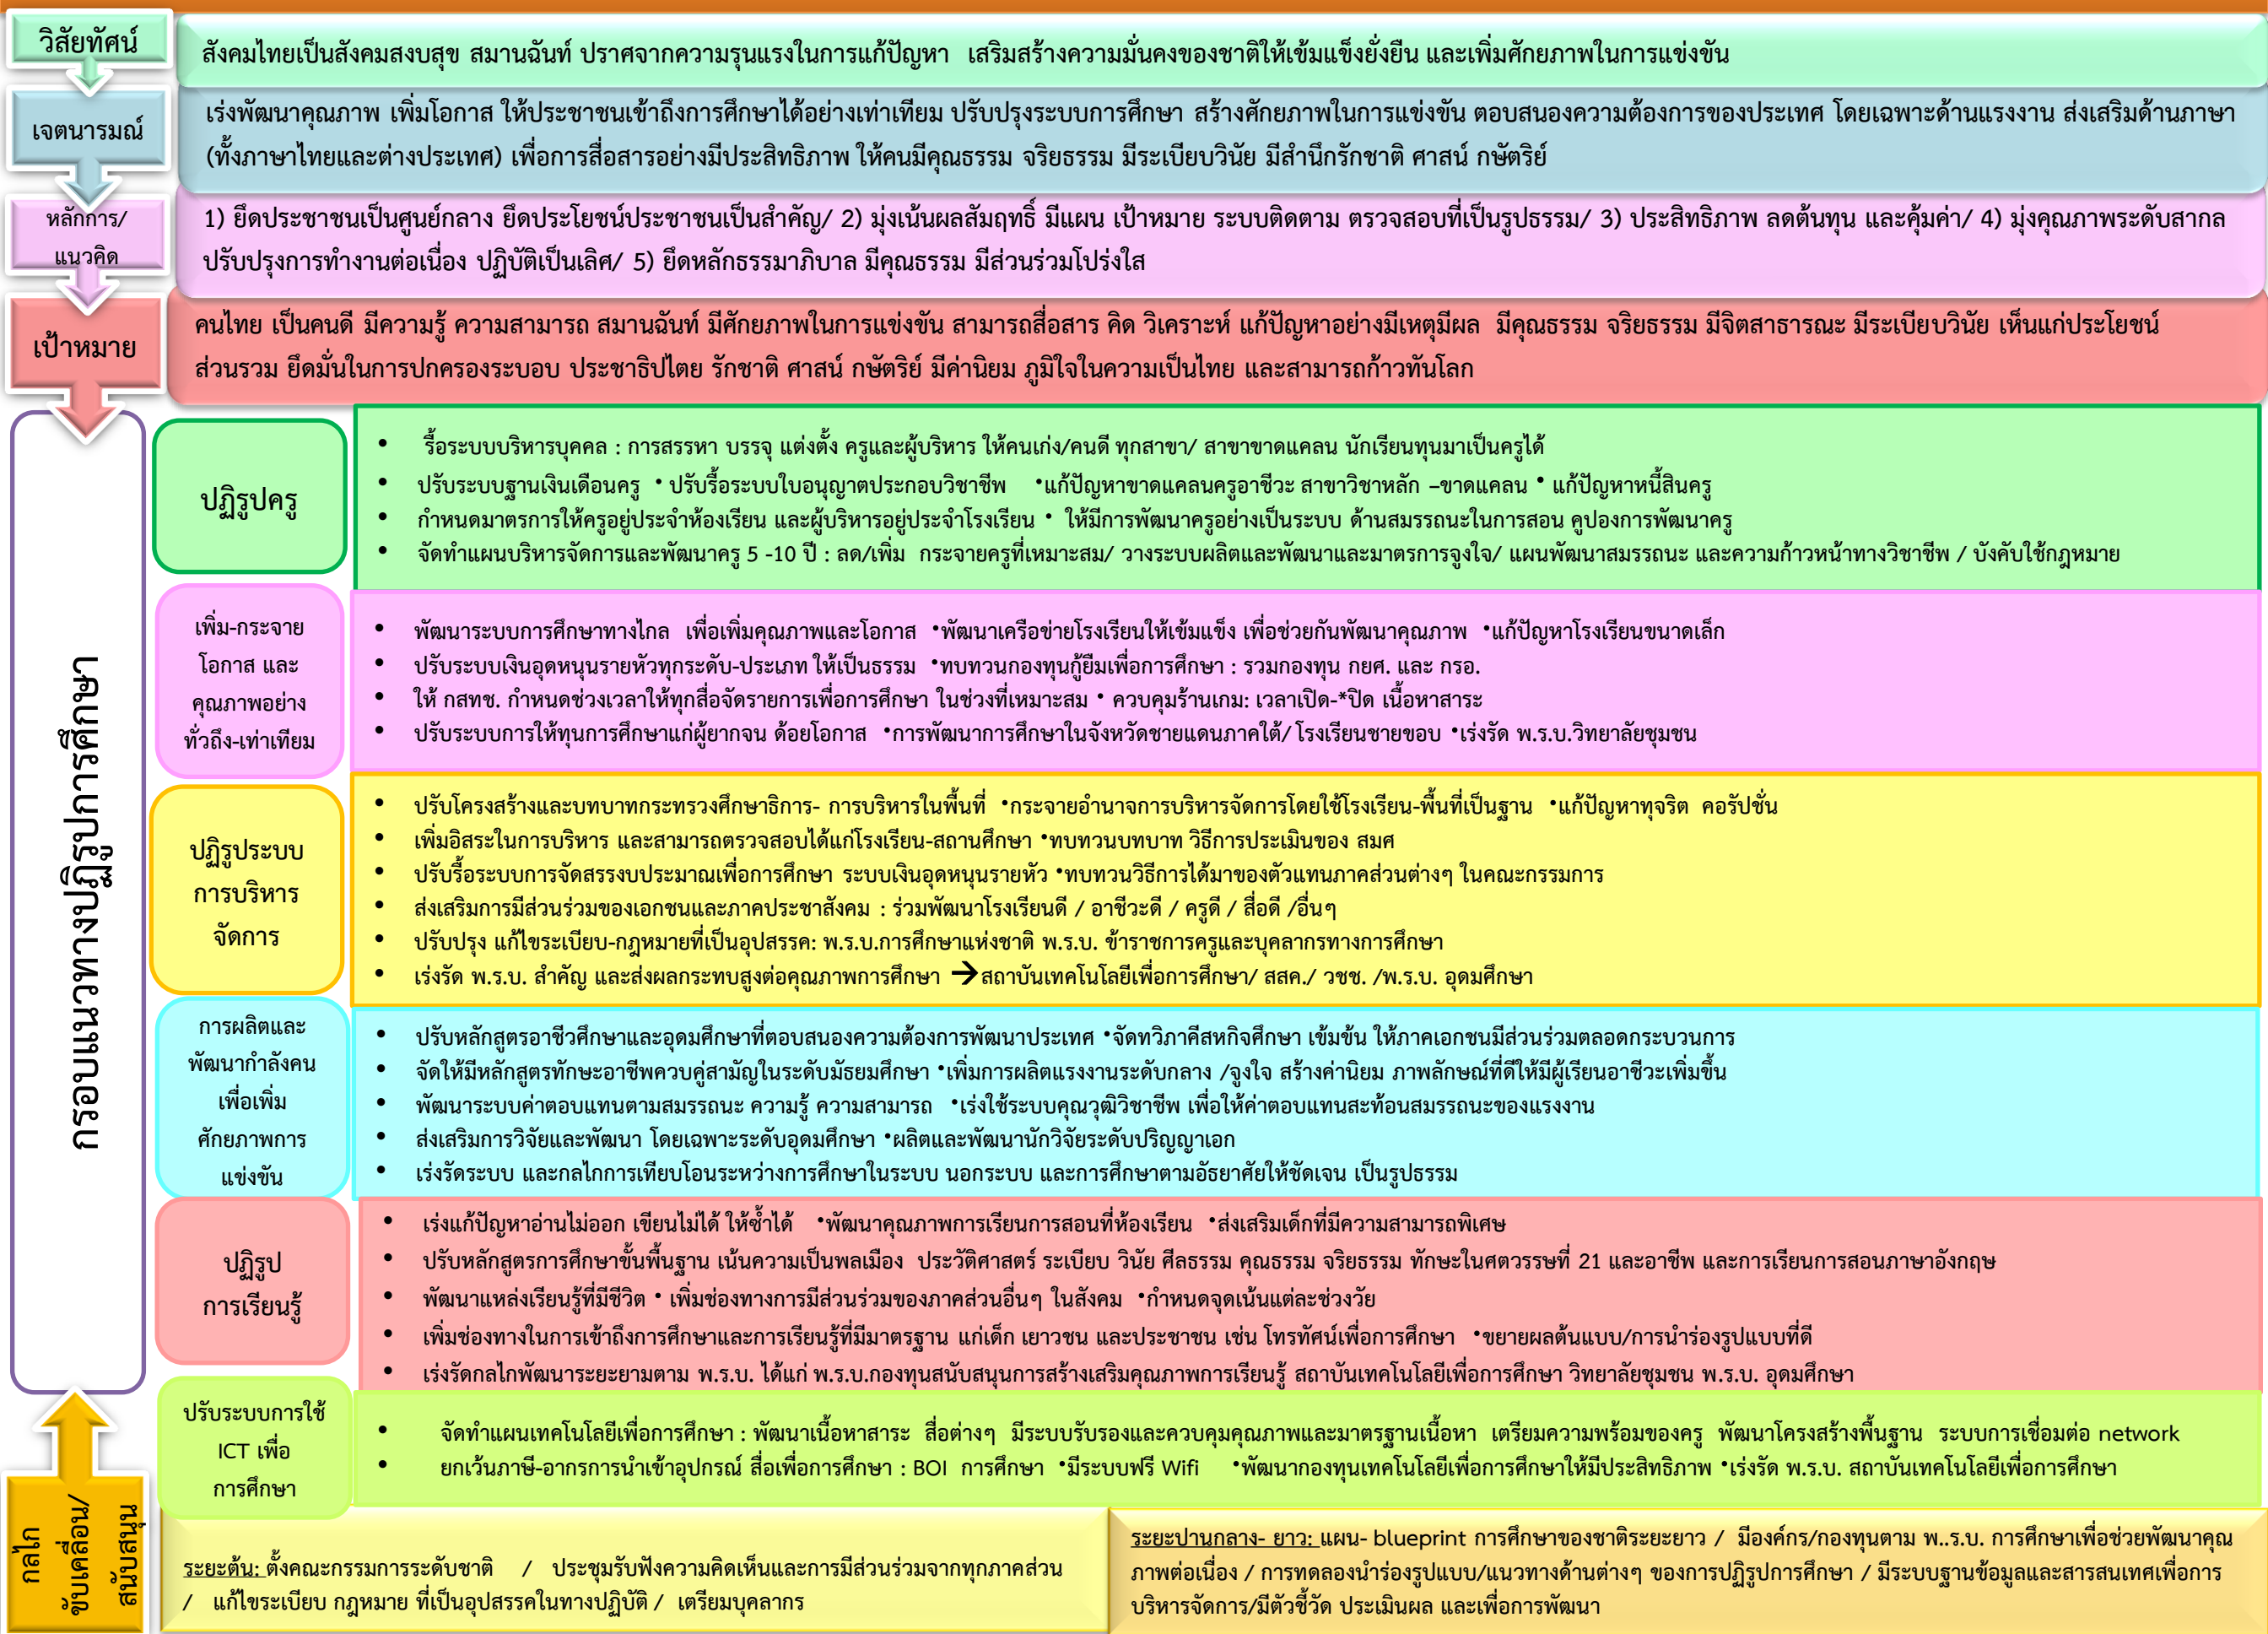 วิสัยทัศน์
สังคมไทยเป็นสังคมสงบสุข สมานฉันท์ ปราศจากความรุนแรงในการแก้ปัญหา เสริมสร้างความมั่นคงของชาติให้เข้มแข็งยั่งยืน และเพิ่มศักยภาพในการแข่งขัน
เจตนารมณ์
เร่งพัฒนาคุณภาพ เพิ่มโอกาส ให้ประชาชนเข้าถึงการศึกษาได้อย่างเท่าเทียม ปรับปรุงระบบการศึกษา สร้างศักยภาพในการแข่งขัน ตอบสนองความต้องการของประเทศ โดยเฉพาะด้านแรงงาน ส่งเสริมด้านภาษา
(ทั้งภาษาไทยและต่างประเทศ) เพื่อการสื่อสารอย่างมีประสิทธิภาพ ให้คนมีคุณธรรม จริยธรรม มีระเบียบวินัย มีสำนึกรักชาติ ศาสน์ กษัตริย์
หลักการ/
แนวคิด
1) ยึดประชาชนเป็นศูนย์กลาง ยึดประโยชน์ประชาชนเป็นสำคัญ/ 2) มุ่งเน้นผลสัมฤทธิ์ มีแผน เป้าหมาย ระบบติดตาม ตรวจสอบที่เป็นรูปธรรม/ 3) ประสิทธิภาพ ลดต้นทุน และคุ้มค่า/ 4) มุ่งคุณภาพระดับสากล
ปรับปรุงการทำงานต่อเนื่อง ปฏิบัติเป็นเลิศ/ 5) ยึดหลักธรรมาภิบาล มีคุณธรรม มีส่วนร่วมโปร่งใส
เป้าหมาย
คนไทย เป็นคนดี มีความรู้ ความสามารถ สมานฉันท์ มีศักยภาพในการแข่งขัน สามารถสื่อสาร คิด วิเคราะห์ แก้ปัญหาอย่างมีเหตุมีผล มีคุณธรรม จริยธรรม มีจิตสาธารณะ มีระเบียบวินัย เห็นแก่ประโยชน์
ส่วนรวม ยึดมั่นในการปกครองระบอบ ประชาธิปไตย รักชาติ ศาสน์ กษัตริย์ มีค่านิยม ภูมิใจในความเป็นไทย และสามารถก้าวทันโลก
กรอบแนวทางปฏิรูปการศึกษา
ปฏิรูปครู
• รื้อระบบบริหารบุคคล : การสรรหา บรรจุ แต่งตั้ง ครูและผู้บริหาร ให้คนเก่ง/คนดี ทุกสาขา/ สาขาขาดแคลน นักเรียนทุนมาเป็นครูได้
• ปรับระบบฐานเงินเดือนครู • ปรับรื้อระบบใบอนุญาตประกอบวิชาชีพ •แก้ปัญหาขาดแคลนครูอาชีวะ สาขาวิชาหลัก –ขาดแคลน • แก้ปัญหาหนี้สินครู
• กำหนดมาตรการให้ครูอยู่ประจำห้องเรียน และผู้บริหารอยู่ประจำโรงเรียน • ให้มีการพัฒนาครูอย่างเป็นระบบ ด้านสมรรถนะในการสอน คูปองการพัฒนาครู
• จัดทำแผนบริหารจัดการและพัฒนาครู 5 -10 ปี : ลด/เพิ่ม กระจายครูที่เหมาะสม/ วางระบบผลิตและพัฒนาและมาตรการจูงใจ/ แผนพัฒนาสมรรถนะ และความก้าวหน้าทางวิชาชีพ / บังคับใช้กฎหมาย
เพิ่ม-กระจาย
โอกาส และ
คุณภาพอย่าง
ทั่วถึง-เท่าเทียม
• พัฒนาระบบการศึกษาทางไกล เพื่อเพิ่มคุณภาพและโอกาส •พัฒนาเครือข่ายโรงเรียนให้เข้มแข็ง เพื่อช่วยกันพัฒนาคุณภาพ •แก้ปัญหาโรงเรียนขนาดเล็ก
• ปรับระบบเงินอุดหนุนรายหัวทุกระดับ-ประเภท ให้เป็นธรรม •ทบทวนกองทุนกู้ยืมเพื่อการศึกษา : รวมกองทุน กยศ. และ กรอ.
• ให้ กสทช. กำหนดช่วงเวลาให้ทุกสื่อจัดรายการเพื่อการศึกษา ในช่วงที่เหมาะสม • ควบคุมร้านเกม: เวลาเปิด-*ปิด เนื้อหาสาระ
• ปรับระบบการให้ทุนการศึกษาแก่ผู้ยากจน ด้อยโอกาส •การพัฒนาการศึกษาในจังหวัดชายแดนภาคใต้/ โรงเรียนชายขอบ •เร่งรัด พ.ร.บ.วิทยาลัยชุมชน
ปฏิรูประบบ
การบริหาร
จัดการ
• ปรับโครงสร้างและบทบาทกระทรวงศึกษาธิการ- การบริหารในพื้นที่ •กระจายอำนาจการบริหารจัดการโดยใช้โรงเรียน-พื้นที่เป็นฐาน •แก้ปัญหาทุจริต คอรัปชั่น
• เพิ่มอิสระในการบริหาร และสามารถตรวจสอบได้แก่โรงเรียน-สถานศึกษา •ทบทวนบทบาท วิธีการประเมินของ สมศ
• ปรับรื้อระบบการจัดสรรงบประมาณเพื่อการศึกษา ระบบเงินอุดหนุนรายหัว •ทบทวนวิธีการได้มาของตัวแทนภาคส่วนต่างๆ ในคณะกรรมการ
• ส่งเสริมการมีส่วนร่วมของเอกชนและภาคประชาสังคม : ร่วมพัฒนาโรงเรียนดี / อาชีวะดี / ครูดี / สื่อดี /อื่นๆ
• ปรับปรุง แก้ไขระเบียบ-กฎหมายที่เป็นอุปสรรค: พ.ร.บ.การศึกษาแห่งชาติ พ.ร.บ. ข้าราชการครูและบุคลากรทางการศึกษา
• เร่งรัด พ.ร.บ. สำคัญ และส่งผลกระทบสูงต่อคุณภาพการศึกษา →สถาบันเทคโนโลยีเพื่อการศึกษา/ สสค./ วชช. /พ.ร.บ. อุดมศึกษา
การผลิตและ
พัฒนากำลังคน
เพื่อเพิ่ม
ศักยภาพการ
แข่งขัน
• ปรับหลักสูตรอาชีวศึกษาและอุดมศึกษาที่ตอบสนองความต้องการพัฒนาประเทศ •จัดทวิภาคีสหกิจศึกษา เข้มข้น ให้ภาคเอกชนมีส่วนร่วมตลอดกระบวนการ
• จัดให้มีหลักสูตรทักษะอาชีพควบคู่สามัญในระดับมัธยมศึกษา •เพิ่มการผลิตแรงงานระดับกลาง /จูงใจ สร้างค่านิยม ภาพลักษณ์ที่ดีให้มีผู้เรียนอาชีวะเพิ่มขึ้น
• พัฒนาระบบค่าตอบแทนตามสมรรถนะ ความรู้ ความสามารถ •เร่งใช้ระบบคุณวุฒิวิชาชีพ เพื่อให้ค่าตอบแทนสะท้อนสมรรถนะของแรงงาน
• ส่งเสริมการวิจัยและพัฒนา โดยเฉพาะระดับอุดมศึกษา •ผลิตและพัฒนานักวิจัยระดับปริญญาเอก
• เร่งรัดระบบ และกลไกการเทียบโอนระหว่างการศึกษาในระบบ นอกระบบ และการศึกษาตามอัธยาศัยให้ชัดเจน เป็นรูปธรรม
ปฏิรูป
การเรียนรู้
• เร่งแก้ปัญหาอ่านไม่ออก เขียนไม่ได้ ให้ซ้ำได้ •พัฒนาคุณภาพการเรียนการสอนที่ห้องเรียน •ส่งเสริมเด็กที่มีความสามารถพิเศษ
• ปรับหลักสูตรการศึกษาขั้นพื้นฐาน เน้นความเป็นพลเมือง ประวัติศาสตร์ ระเบียบ วินัย ศีลธรรม คุณธรรม จริยธรรม ทักษะในศตวรรษที่ 21 และอาชีพ และการเรียนการสอนภาษาอังกฤษ
• พัฒนาแหล่งเรียนรู้ที่มีชีวิต • เพิ่มช่องทางการมีส่วนร่วมของภาคส่วนอื่นๆ ในสังคม •กำหนดจุดเน้นแต่ละช่วงวัย
• เพิ่มช่องทางในการเข้าถึงการศึกษาและการเรียนรู้ที่มีมาตรฐาน แก่เด็ก เยาวชน และประชาชน เช่น โทรทัศน์เพื่อการศึกษา •ขยายผลต้นแบบ/การนำร่องรูปแบบที่ดี
• เร่งรัดกลไกพัฒนาระยะยามตาม พ.ร.บ. ได้แก่ พ.ร.บ.กองทุนสนับสนุนการสร้างเสริมคุณภาพการเรียนรู้ สถาบันเทคโนโลยีเพื่อการศึกษา วิทยาลัยชุมชน พ.ร.บ. อุดมศึกษา
ปรับระบบการใช้
ICT เพื่อ
การศึกษา
• จัดทำแผนเทคโนโลยีเพื่อการศึกษา : พัฒนาเนื้อหาสาระ สื่อต่างๆ มีระบบรับรองและควบคุมคุณภาพและมาตรฐานเนื้อหา เตรียมความพร้อมของครู พัฒนาโครงสร้างพื้นฐาน ระบบการเชื่อมต่อ network
• ยกเว้นภาษี-อากรการนำเข้าอุปกรณ์ สื่อเพื่อการศึกษา : BOI การศึกษา •มีระบบฟรี Wifi •พัฒนากองทุนเทคโนโลยีเพื่อการศึกษาให้มีประสิทธิภาพ •เร่งรัด พ.ร.บ. สถาบันเทคโนโลยีเพื่อการศึกษา
กลไก
ขับเคลื่อน/
สนับสนุน
ระยะต้น: ตั้งคณะกรรมการระดับชาติ / ประชุมรับฟังความคิดเห็นและการมีส่วนร่วมจากทุกภาคส่วน
/ แก้ไขระเบียบ กฎหมาย ที่เป็นอุปสรรคในทางปฏิบัติ / เตรียมบุคลากร
ระยะปานกลาง- ยาว: แผน- blueprint การศึกษาของชาติระยะยาว / มีองค์กร/กองทุนตาม พ..ร.บ. การศึกษาเพื่อช่วยพัฒนาคุณ
ภาพต่อเนื่อง / การทดลองนำร่องรูปแบบ/แนวทางด้านต่างๆ ของการปฏิรูปการศึกษา / มีระบบฐานข้อมูลและสารสนเทศเพื่อการ
บริหารจัดการ/มีตัวชี้วัด ประเมินผล และเพื่อการพัฒนา